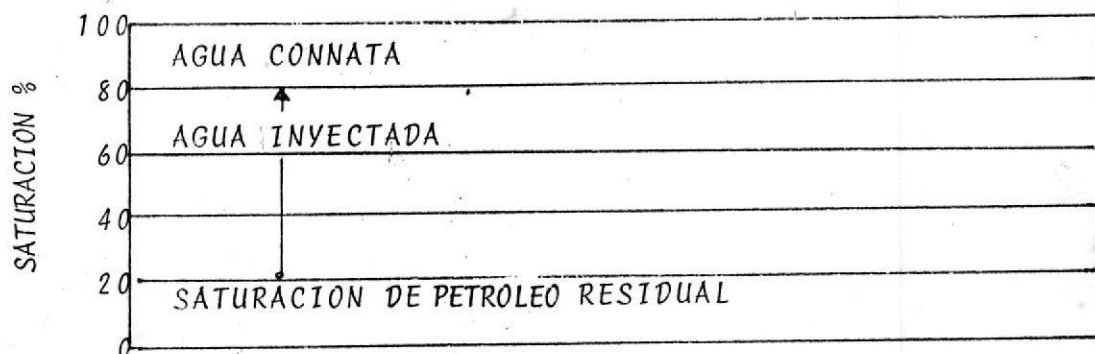 100
AGUA CONNATA
80
AGUA INYECTADA
60
40
20
SATURACION DE PETROLEO RESIDUAL
0
SATURACION %